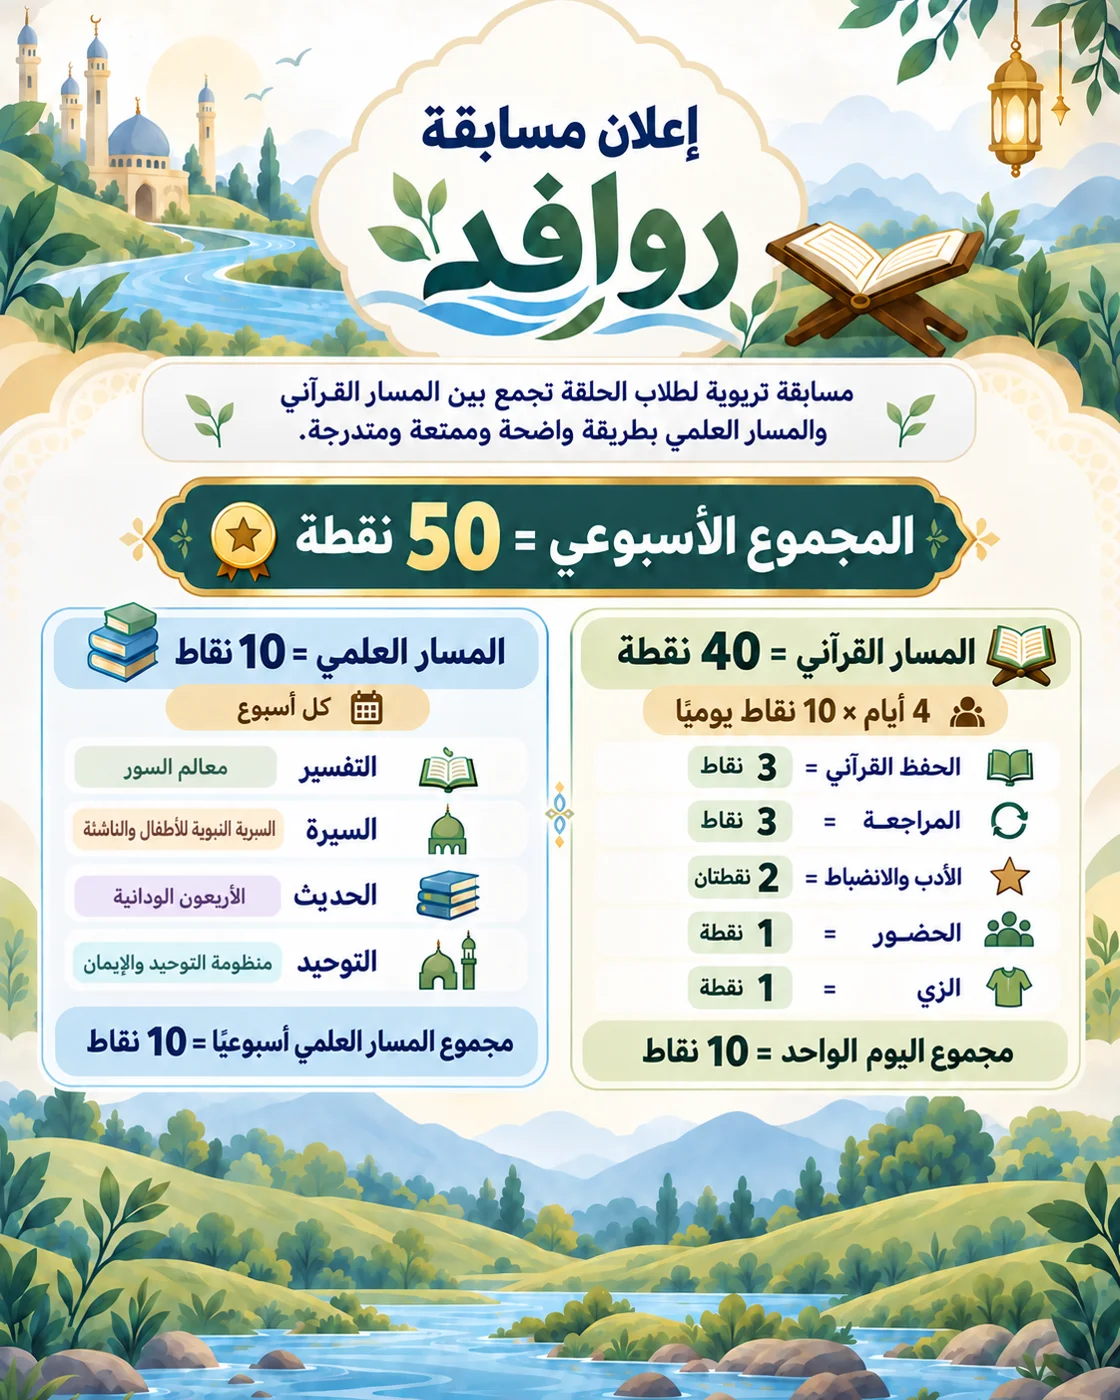 إعلان مسابقة
روافد
مسابقة تربوية لطلاب الحلقة تجمع بين المسار القرآني
والمسار العلمي بطريقة واضحة وممتعة ومتدرجة.
المجموع الأسبوعي = 50 نقطة
المسار القرآني = 40 نقطة
4 أيام × 10 نقاط يوميًا
الحفظ القرآني = 3 نقاط
المراجعـة = 3 نقاط
الأدب والانضباط = 2 نقطتان
الحضـور = 1 نقطة
الزي = 1 نقطة
مجموع اليوم الواحد = 10 نقاط
المسار العلمي = 10 نقاط
كل أسبوع
التفسير معالم السور
السيرة السرية النبوية للأطفال والناشئة
الحديث الأربعون الودانية
التوحيد منظومة التوحيد والإيمان
مجموع المسار العلمي أسبوعيًا = 10 نقاط